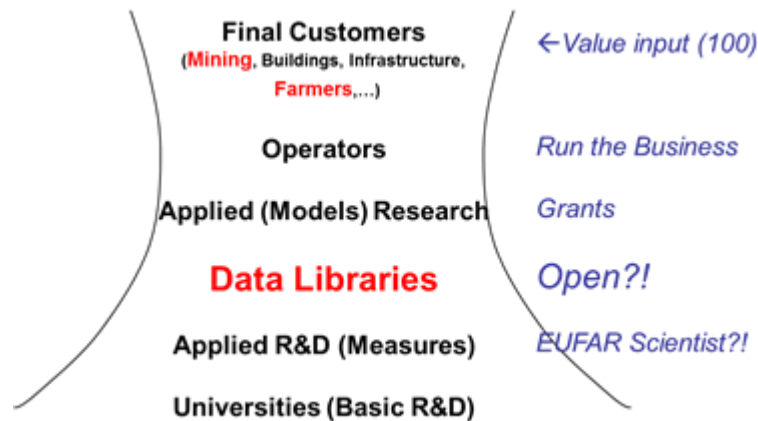 Final Customers
(Mining, Buildings, Infrastructure,
Farmers,...)
←Value input (100)
Operators
Run the Business
Applied (Models) Research
Grants
Data Libraries
Open?!
Applied R&D (Measures)
EUFAR Scientist?!
Universities (Basic R&D)